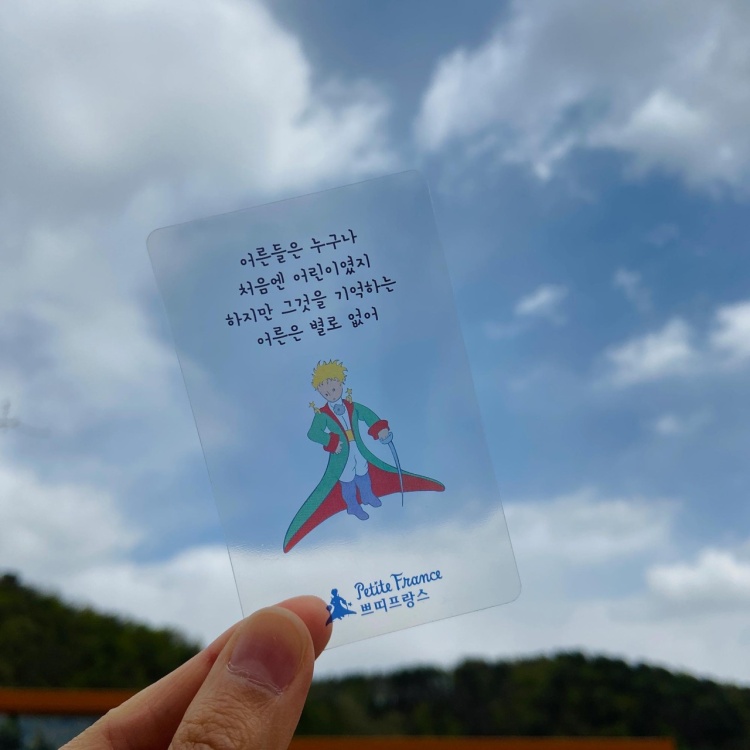 어른들은 누구나
처음엔 어린이였지
하지만 그것을 기억하는
어른은 별로 없어
Petite France
쁘띠프랑스